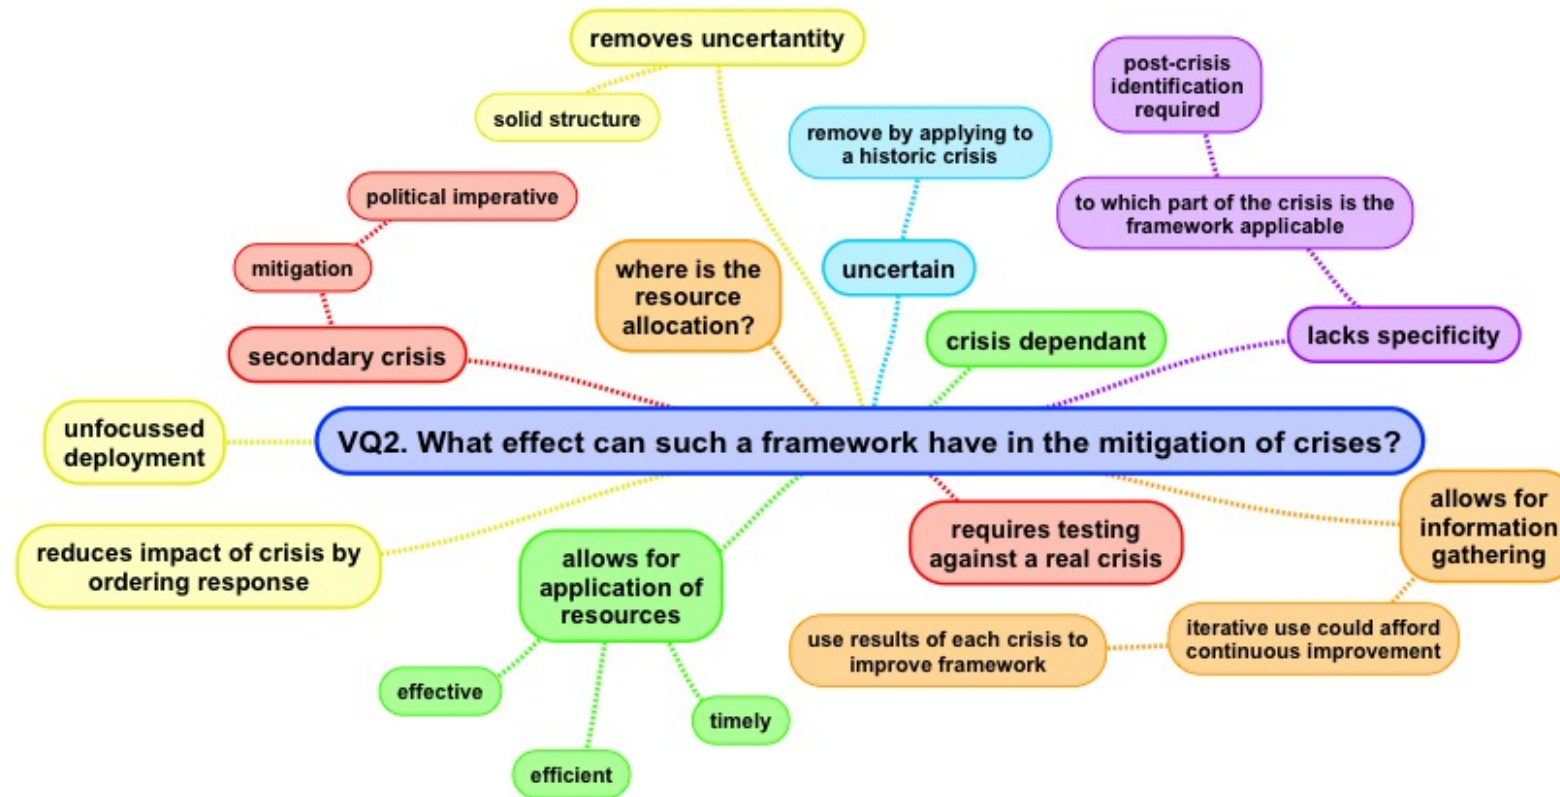 removes uncertantity
solid structure
post-crisis
identification
required
remove by applying to
a historic crisis
political imperative
to which part of the crisis is the
framework applicable
mitigation
where is the
resource
allocation?
uncertain
secondary crisis
crisis dependant
lacks specificity
unfocussed
deployment
VQ2. What effect can such a framework have in the mitigation of crises?
reduces impact of crisis by
ordering response
allows for
application of
resources
requires testing
against a real crisis
allows for
information
gathering
use results of each crisis to
improve framework
iterative use could afford
continuous improvement
effective
timely
efficient